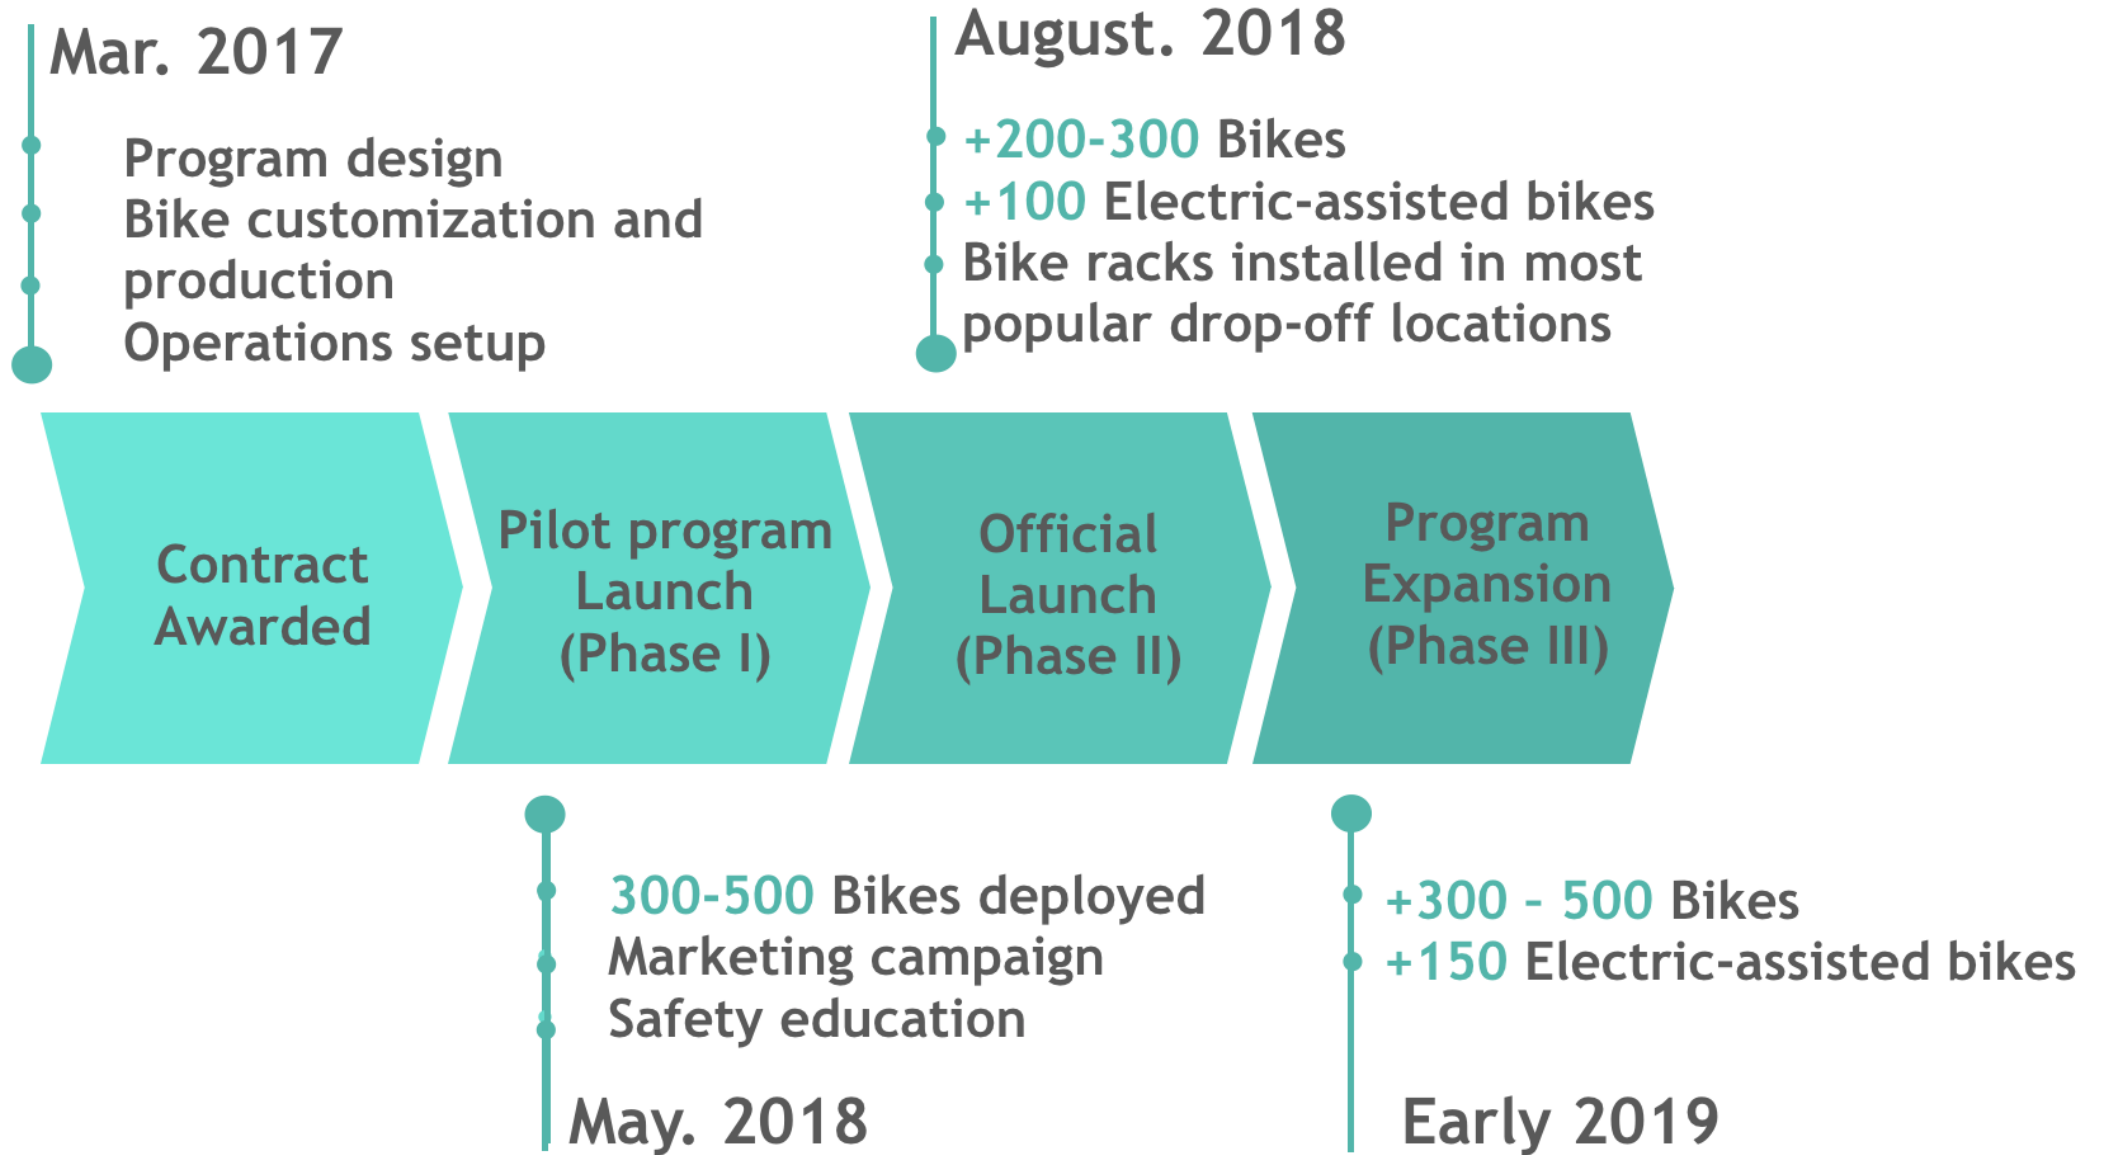 Mar. 2017
Program design
Bike customization and
production
Operations setup
August. 2018
+200-300 Bikes
+100 Electric-assisted bikes
Bike racks installed in most
popular drop-off locations
Contract
Awarded
Pilot program
Launch
(Phase I)
Official
Launch
(Phase II)
Program
Expansion
(Phase III)
300-500 Bikes deployed
Marketing campaign
Safety education
May. 2018
+300 - 500 Bikes
+150 Electric-assisted bikes
Early 2019